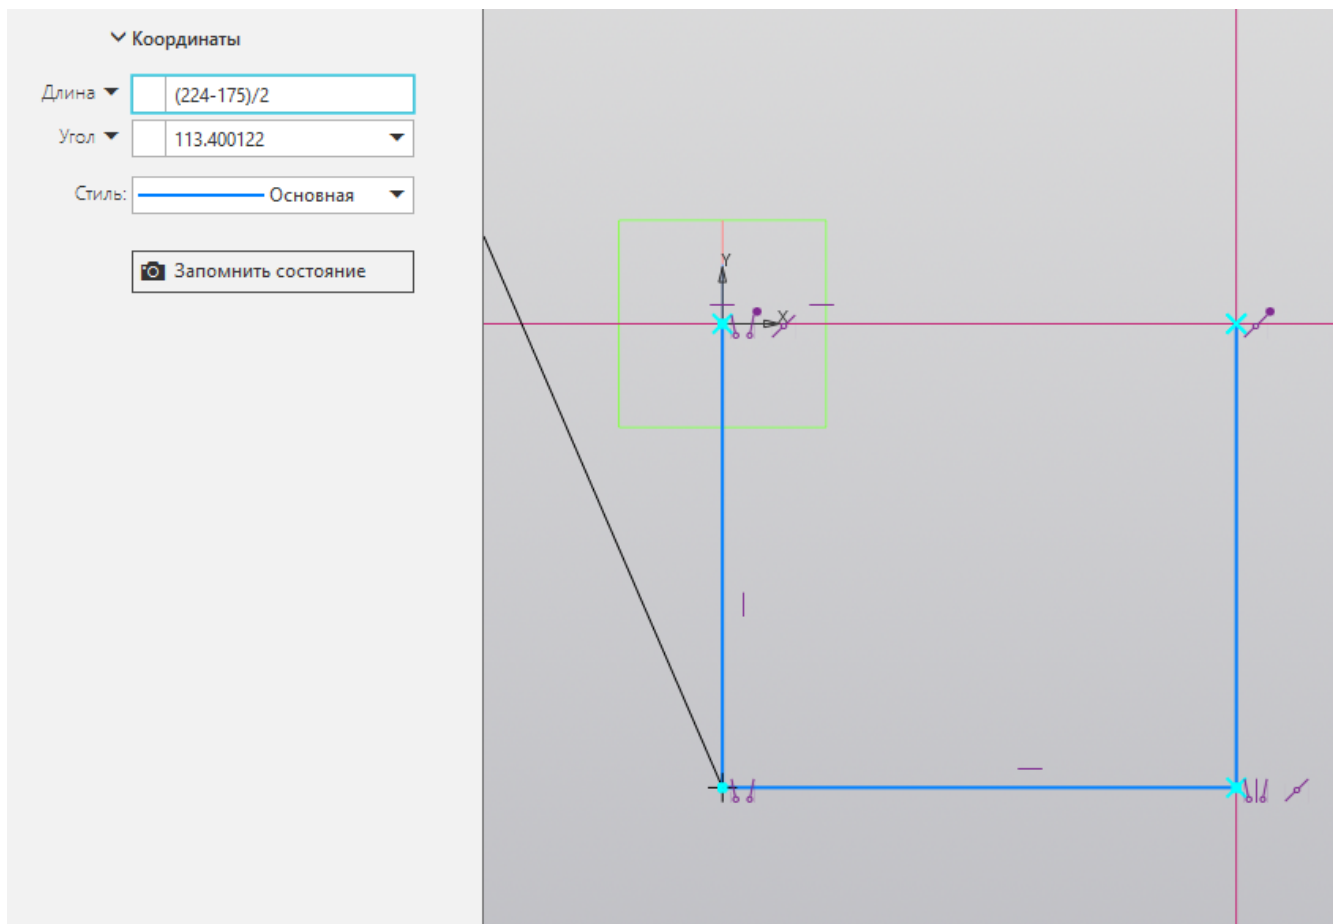 Координаты
Длина (224-175)/2
Угол 113.400122
Стиль: Основная
Запомнить состояние
Y
X